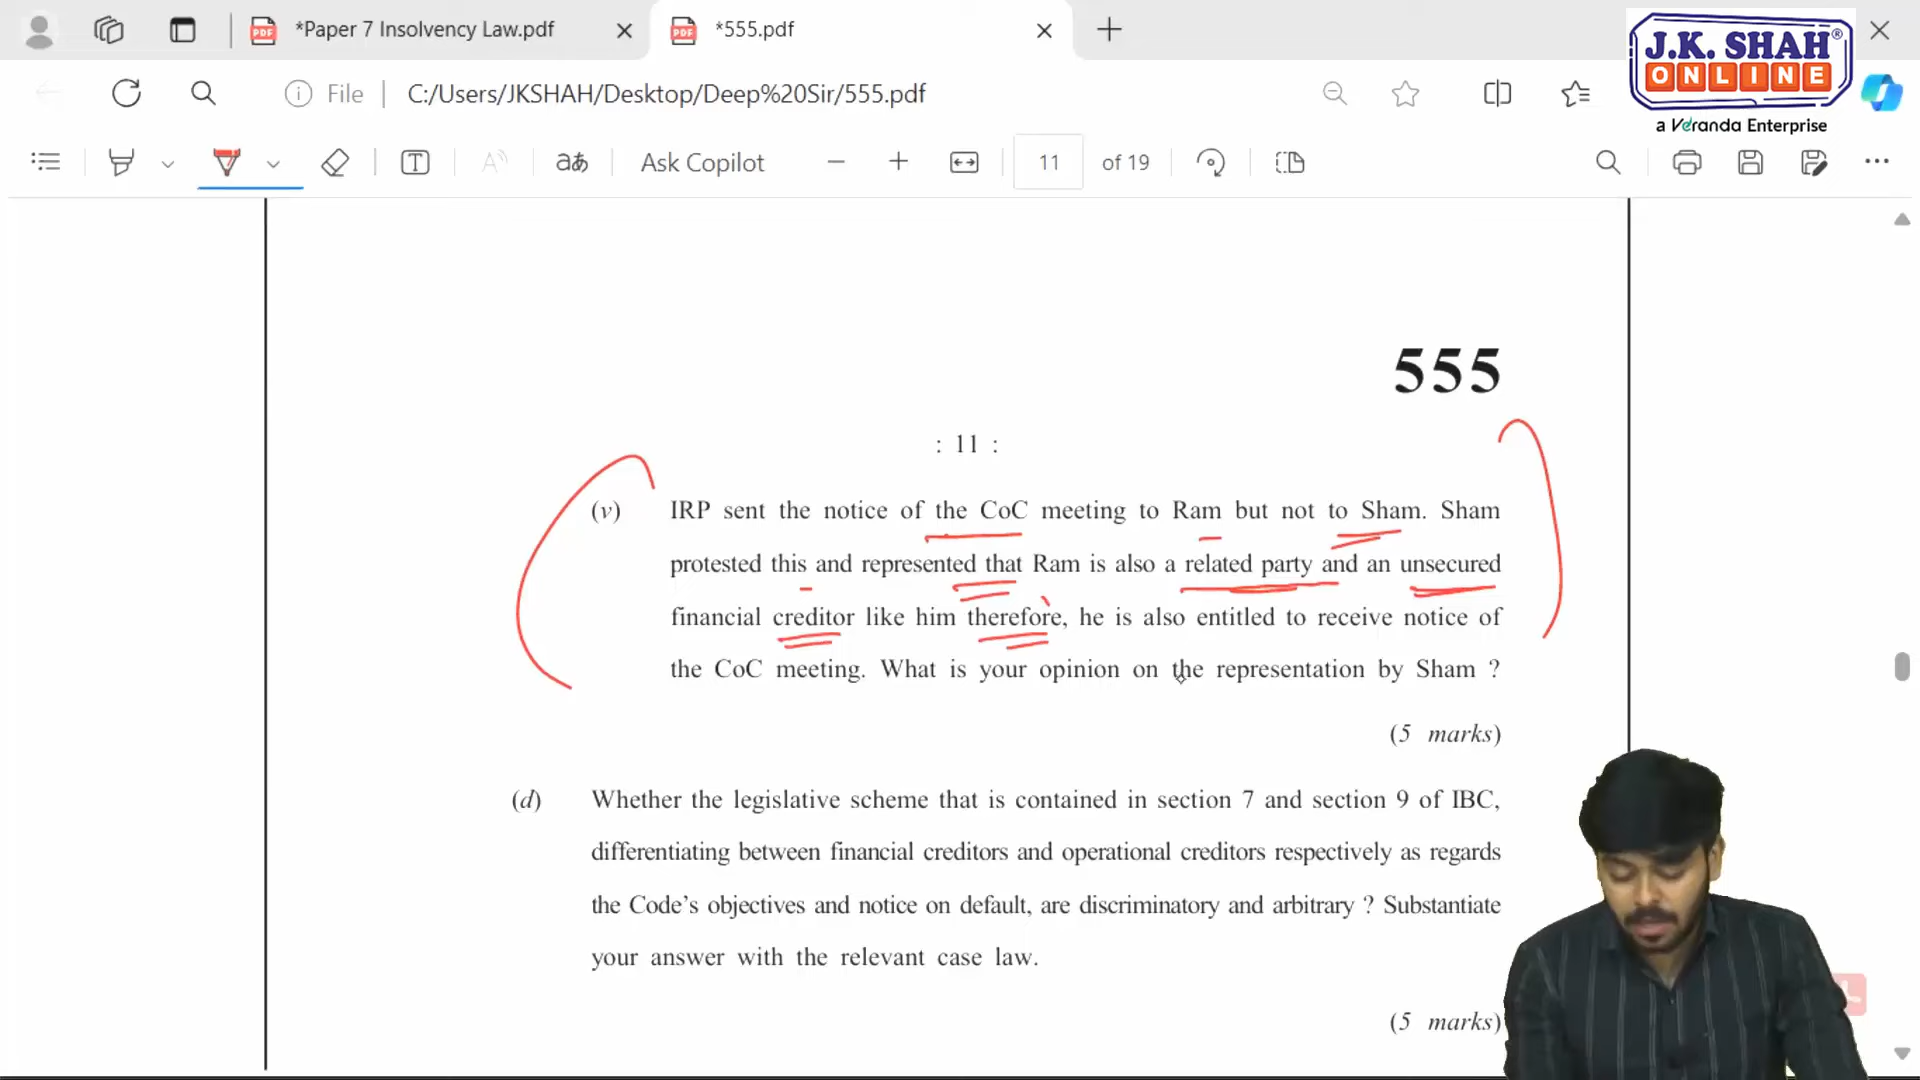 *Paper 7 Insolvency Law.pdf
*555.pdf
J.K. SHAH®
ONLINE
a Veranda Enterprise
File
C:/Users/JKSHAH/Desktop/Deep%20Sir/555.pdf
Ask Copilot
11 of 19
555
: 11 :
(v) IRP sent the notice of the CoC meeting to Ram but not to Sham. Sham
protested this and represented that Ram is also a related party and an unsecured
financial creditor like him therefore, he is also entitled to receive notice of
the CoC meeting. What is your opinion on the representation by Sham ?
(5 marks)
(d) Whether the legislative scheme that is contained in section 7 and section 9 of IBC,
differentiating between financial creditors and operational creditors respectively as regards
the Code's objectives and notice on default, are discriminatory and arbitrary ? Substantiate
your answer with the relevant case law.
(5 marks)